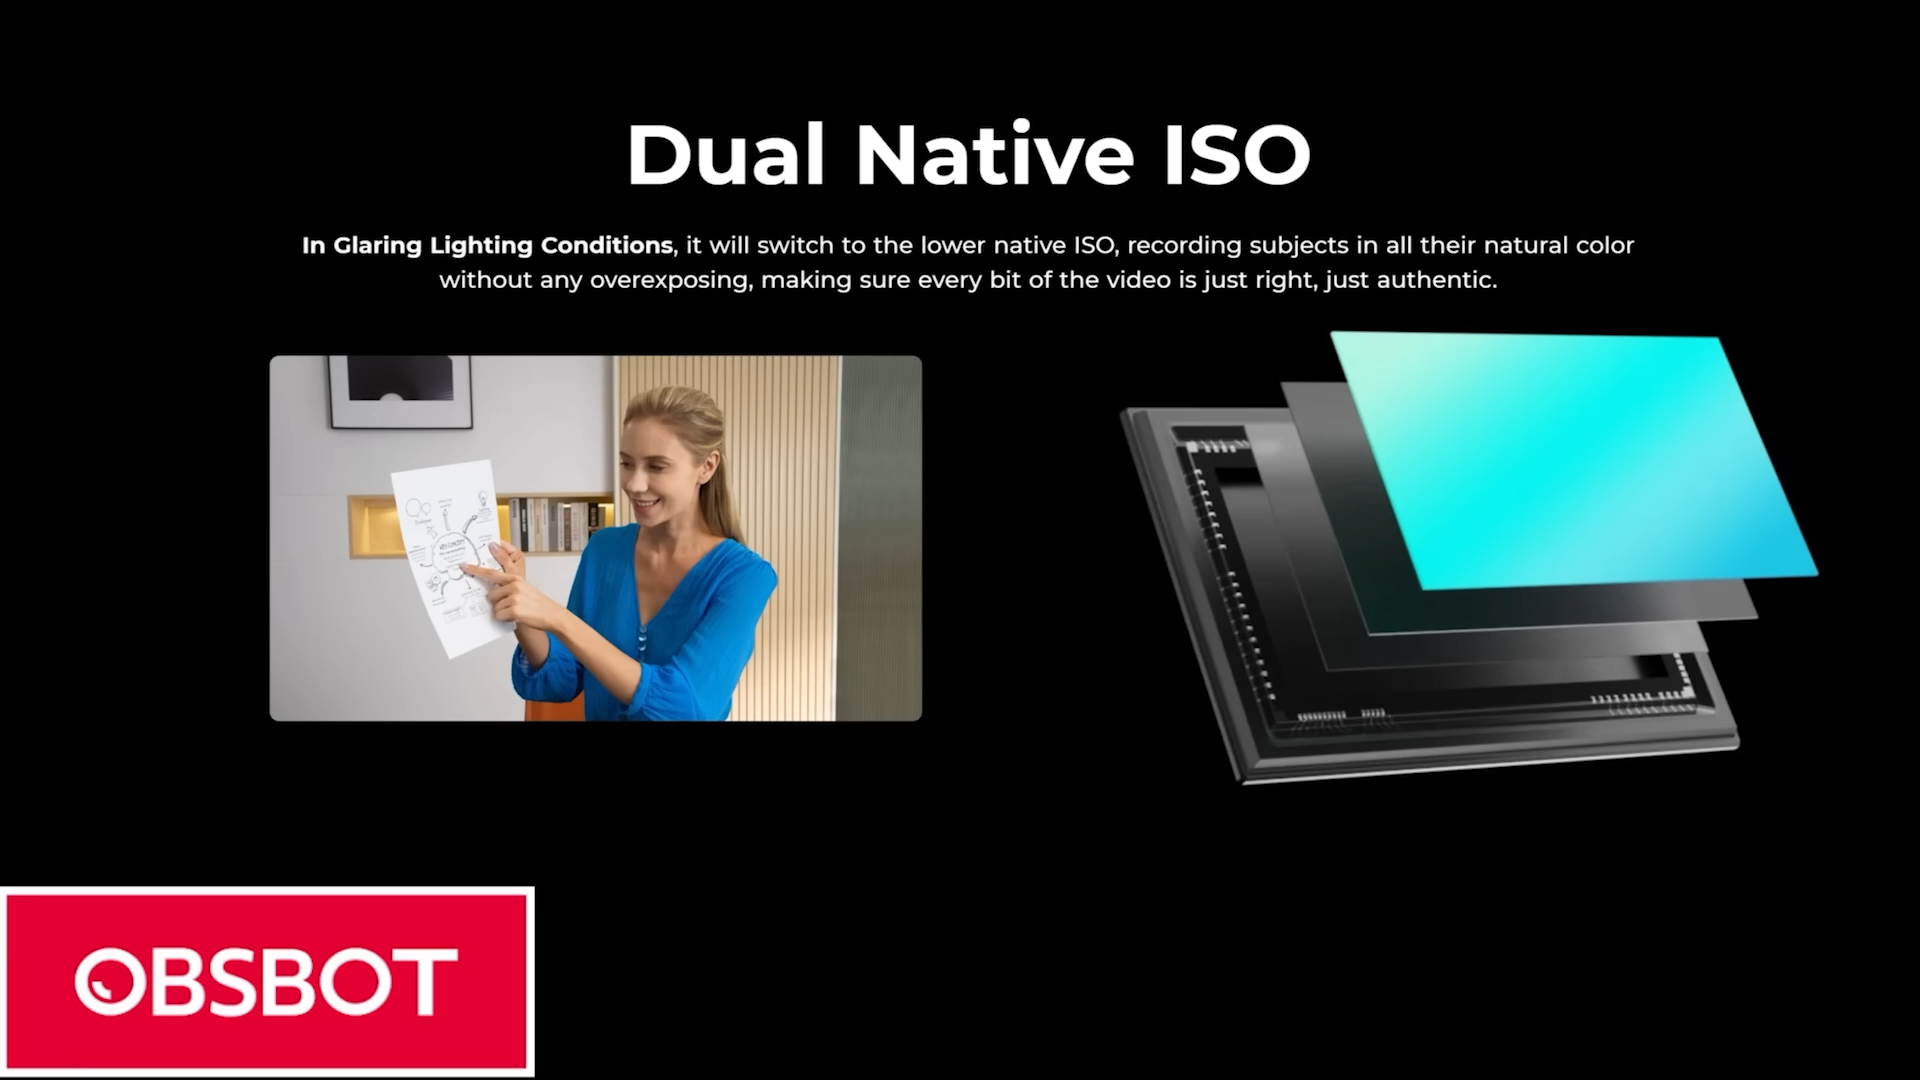 Dual Native ISO
In Glaring Lighting Conditions, it will switch to the lower native ISO, recording subjects in all their natural color
without any overexposing, making sure every bit of the video is just right, just authentic.
OBSBOT